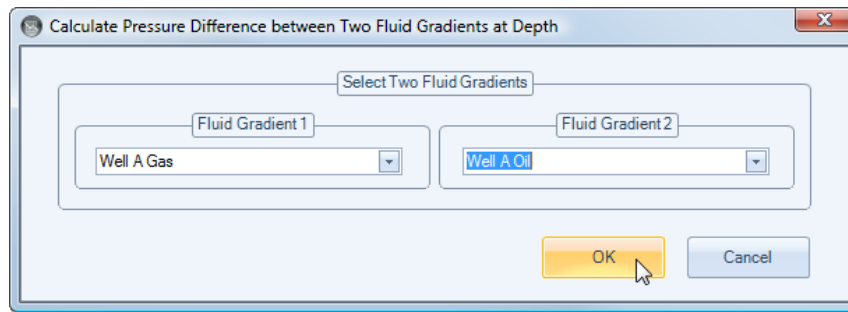 Calculate Pressure Difference between Two Fluid Gradients at Depth
Select Two Fluid Gradients
Fluid Gradient 1
Fluid Gradient 2
Well A Gas
Well A Oil
OK
Cancel